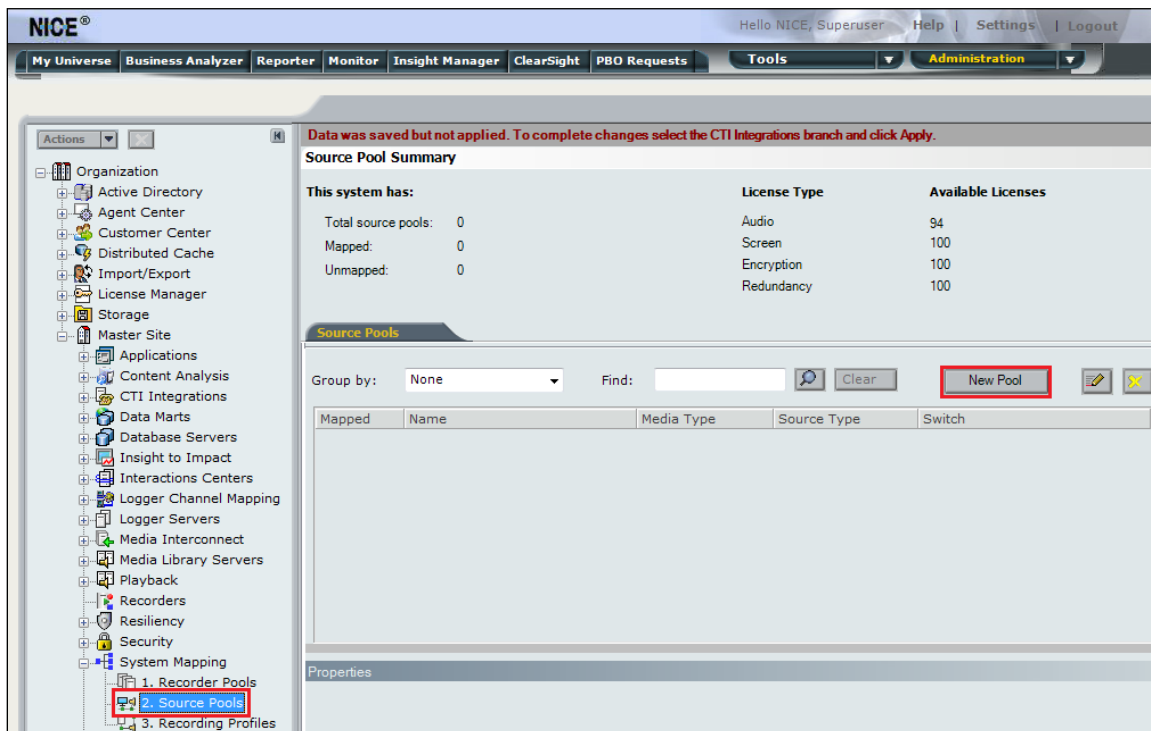 NICE®
Hello NICE, Superuser Help | Settings | Logout
My Universe Business Analyzer Reporter Monitor Insight Manager ClearSight PBO Requests Tools Administration
Actions
Data was saved but not applied. To complete changes select the CTI Integrations branch and click Apply.
Source Pool Summary
This system has: License Type Available Licenses
Total source pools: 0 Audio 94
Mapped: 0 Screen 100
Unmapped: 0 Encryption 100
Redundancy 100
Organization
Active Directory
Agent Center
Customer Center
Distributed Cache
Import/Export
License Manager
Storage
Master Site
Applications
Content Analysis
CTI Integrations
Data Marts
Database Servers
Insight to Impact
Interactions Centers
Logger Channel Mapping
Logger Servers
Media Interconnect
Media Library Servers
Playback
Recorders
Resiliency
Security
System Mapping
1. Recorder Pools
2. Source Pools
3. Recording Profiles
Source Pools
Group by: None Find: Clear New Pool
Mapped Name Media Type Source Type Switch
Properties